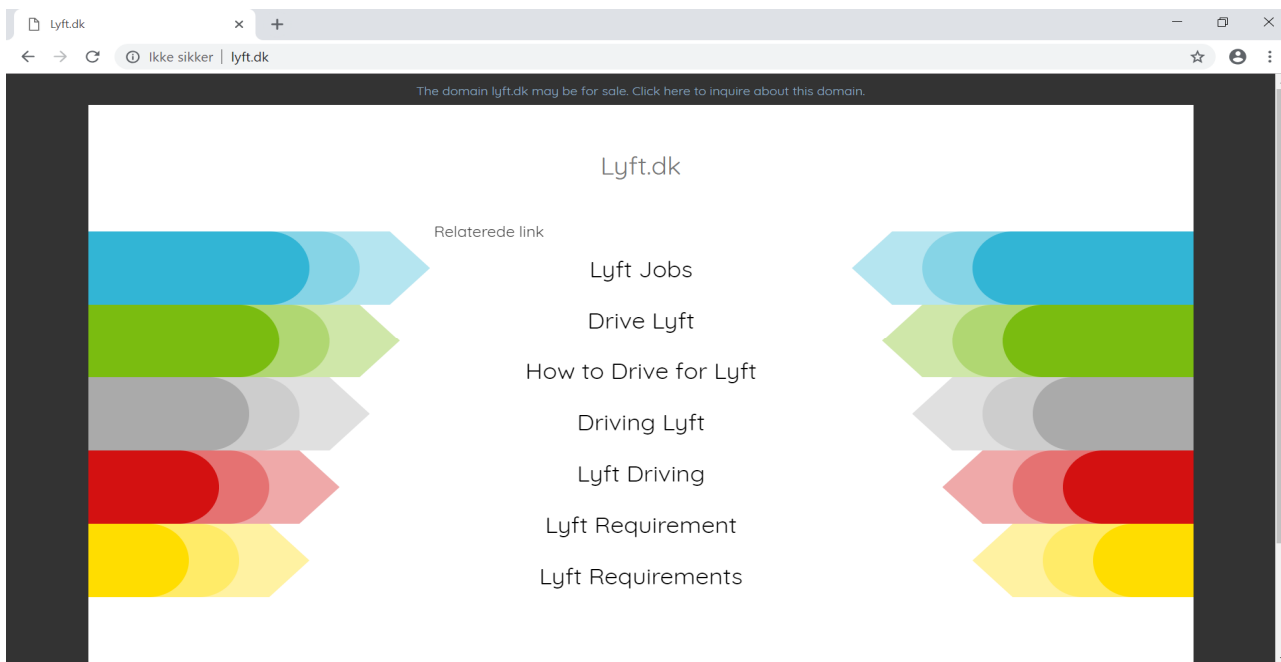 Lyft.dk
Ikke sikker | lyft.dk
The domain lyft.dk may be for sale. Click here to inquire about this domain.
Lyft.dk
Relaterede link
Lyft Jobs
Drive Lyft
How to Drive for Lyft
Driving Lyft
Lyft Driving
Lyft Requirement
Lyft Requirements